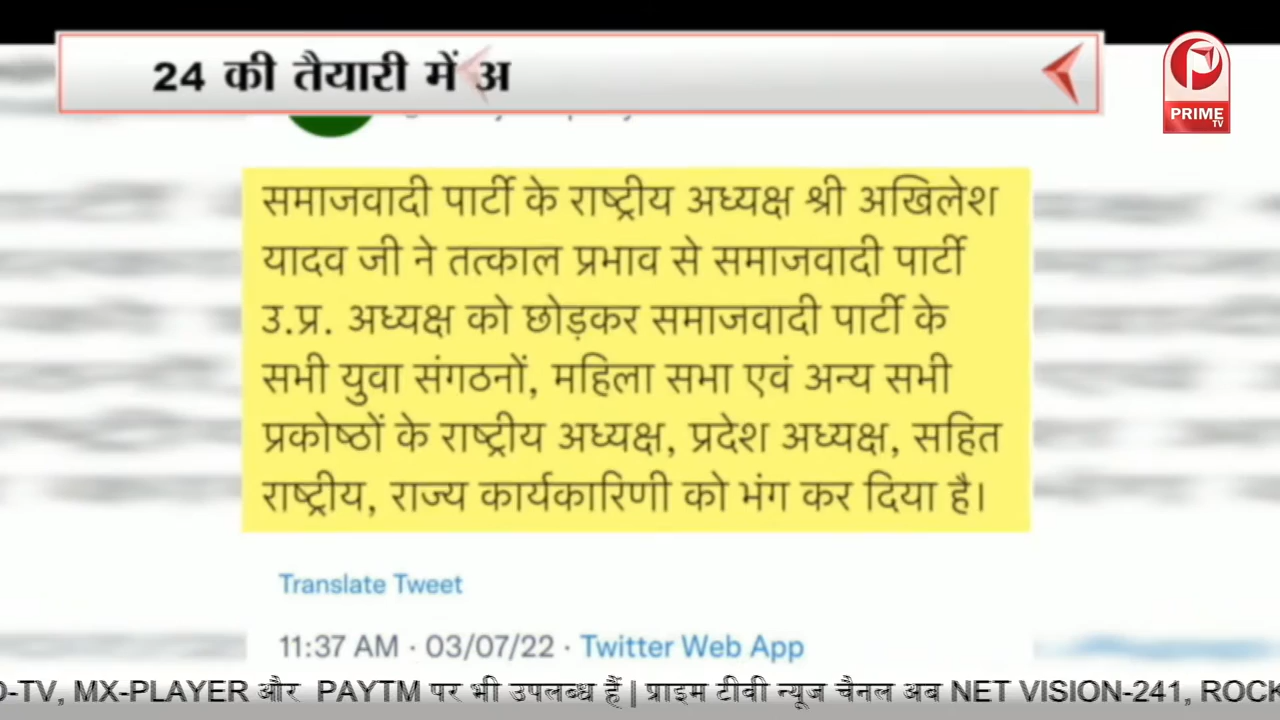 24 की तैयारी में अ
PRIME
TV
समाजवादी पार्टी के राष्ट्रीय अध्यक्ष श्री अखिलेश
यादव जी ने तत्काल प्रभाव से समाजवादी पार्टी
उ.प्र. अध्यक्ष को छोड़कर समाजवादी पार्टी के
सभी युवा संगठनों, महिला सभा एवं अन्य सभी
प्रकोष्ठों के राष्ट्रीय अध्यक्ष, प्रदेश अध्यक्ष, सहित
राष्ट्रीय, राज्य कार्यकारिणी को भंग कर दिया है।
Translate Tweet
11:37 AM · 03/07/22 · Twitter Web App
-TV, MX-PLAYER और PAYTM पर भी उपलब्ध हैं | प्राइम टीवी न्यूज चैनल अब NET VISION-241, ROCK